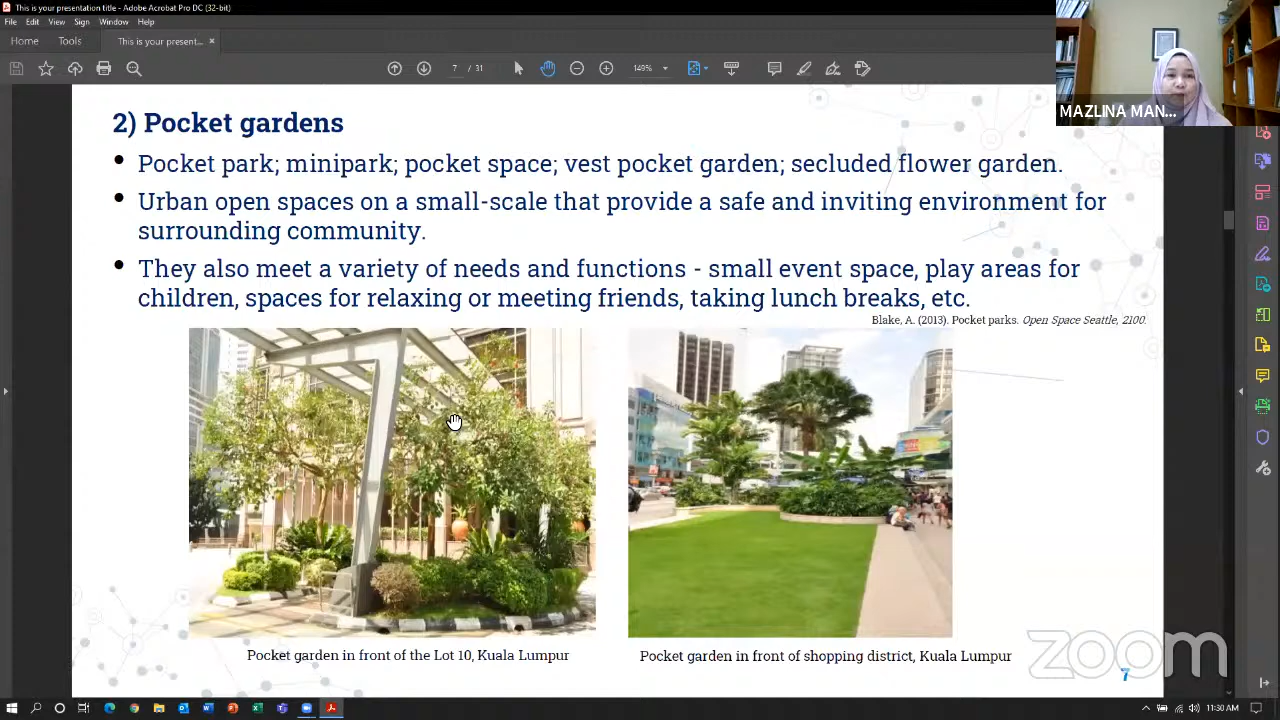 This is your presentation title - Adobe Acrobat Pro DC (32-bit)
File Edit View Sign Window Help
Home Tools This is your present... ×
7 / 31 149%
MAZLINA MAN...
2) Pocket gardens
• Pocket park; minipark; pocket space; vest pocket garden; secluded flower garden.
• Urban open spaces on a small-scale that provide a safe and inviting environment for
surrounding community.
• They also meet a variety of needs and functions - small event space, play areas for
children, spaces for relaxing or meeting friends, taking lunch breaks, etc.
Blake, A. (2013). Pocket parks. Open Space Seattle, 2100.
Pocket garden in front of the Lot 10, Kuala Lumpur
Pocket garden in front of shopping district, Kuala Lumpur
zoom
7
11:30 AM